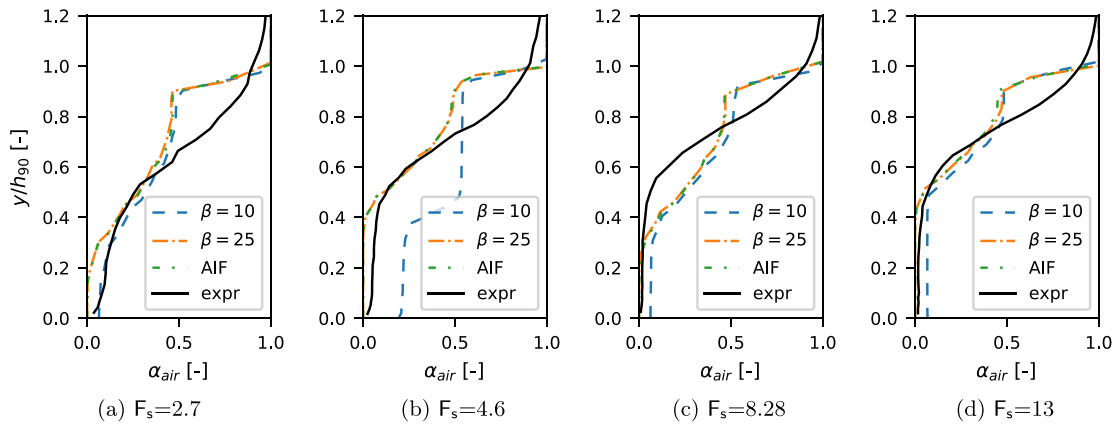 1.2
1.0
0.8
0.6
0.4
0.2
0.0
y/h90 [-]
β = 10
β = 25
AIF
expr
0.0 0.5 1.0
αair [-]
(a) Fs=2.7
1.2
1.0
0.8
0.6
0.4
0.2
0.0
β = 10
β = 25
AIF
expr
0.0 0.5 1.0
αair [-]
(b) Fs=4.6
1.2
1.0
0.8
0.6
0.4
0.2
0.0
β = 10
β = 25
AIF
expr
0.0 0.5 1.0
αair [-]
(c) Fs=8.28
1.2
1.0
0.8
0.6
0.4
0.2
0.0
β = 10
β = 25
AIF
expr
0.0 0.5 1.0
αair [-]
(d) Fs=13